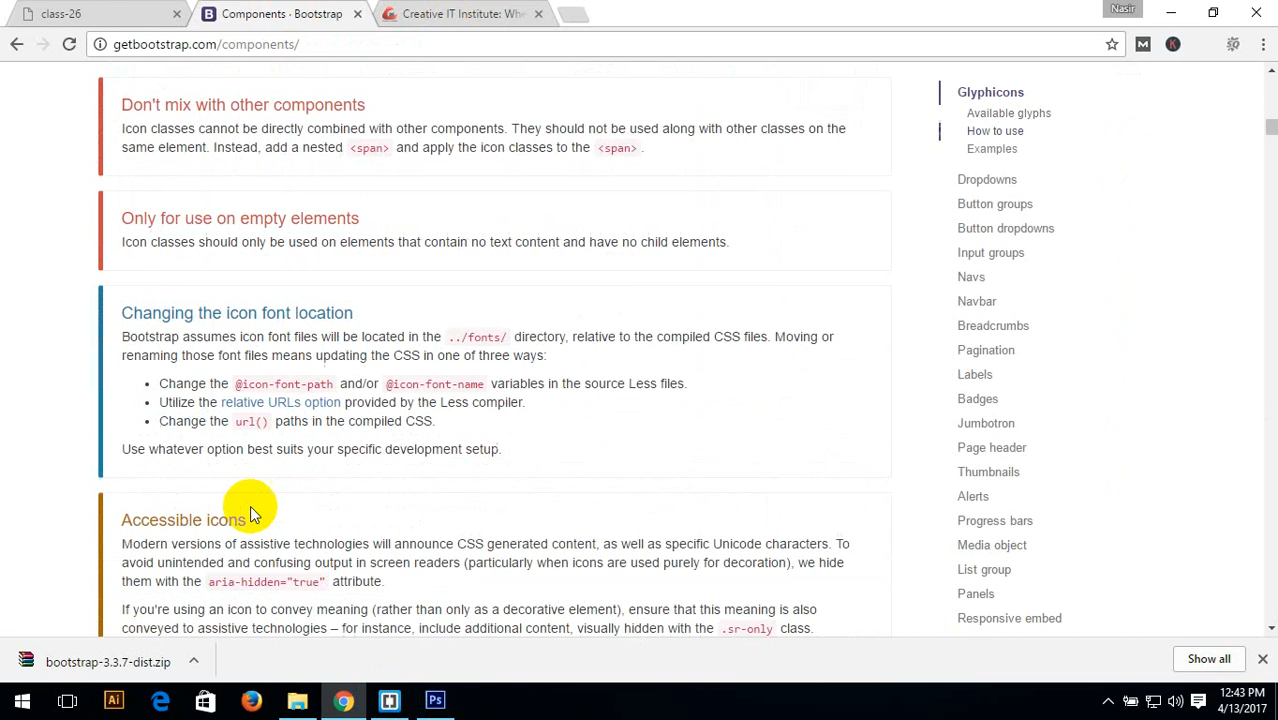 class-26
Components · Bootstrap
Creative IT Institute: Whe
Nasir
getbootstrap.com/components/
Don't mix with other components
Icon classes cannot be directly combined with other components. They should not be used along with other classes on the
same element. Instead, add a nested <span> and apply the icon classes to the <span>.
Only for use on empty elements
Icon classes should only be used on elements that contain no text content and have no child elements.
Changing the icon font location
Bootstrap assumes icon font files will be located in the ../fonts/ directory, relative to the compiled CSS files. Moving or
renaming those font files means updating the CSS in one of three ways:
• Change the @icon-font-path and/or @icon-font-name variables in the source Less files.
• Utilize the relative URLs option provided by the Less compiler.
• Change the url() paths in the compiled CSS.
Use whatever option best suits your specific development setup.
Accessible icons
Modern versions of assistive technologies will announce CSS generated content, as well as specific Unicode characters. To
avoid unintended and confusing output in screen readers (particularly when icons are used purely for decoration), we hide
them with the aria-hidden="true" attribute.
If you're using an icon to convey meaning (rather than only as a decorative element), ensure that this meaning is also
conveyed to assistive technologies – for instance, include additional content, visually hidden with the .sr-only class.
Glyphicons
Available glyphs
How to use
Examples
Dropdowns
Button groups
Button dropdowns
Input groups
Navs
Navbar
Breadcrumbs
Pagination
Labels
Badges
Jumbotron
Page header
Thumbnails
Alerts
Progress bars
Media object
List group
Panels
Responsive embed
bootstrap-3.3.7-dist.zip
Show all
Ai
Ps
12:43 PM
4/13/2017